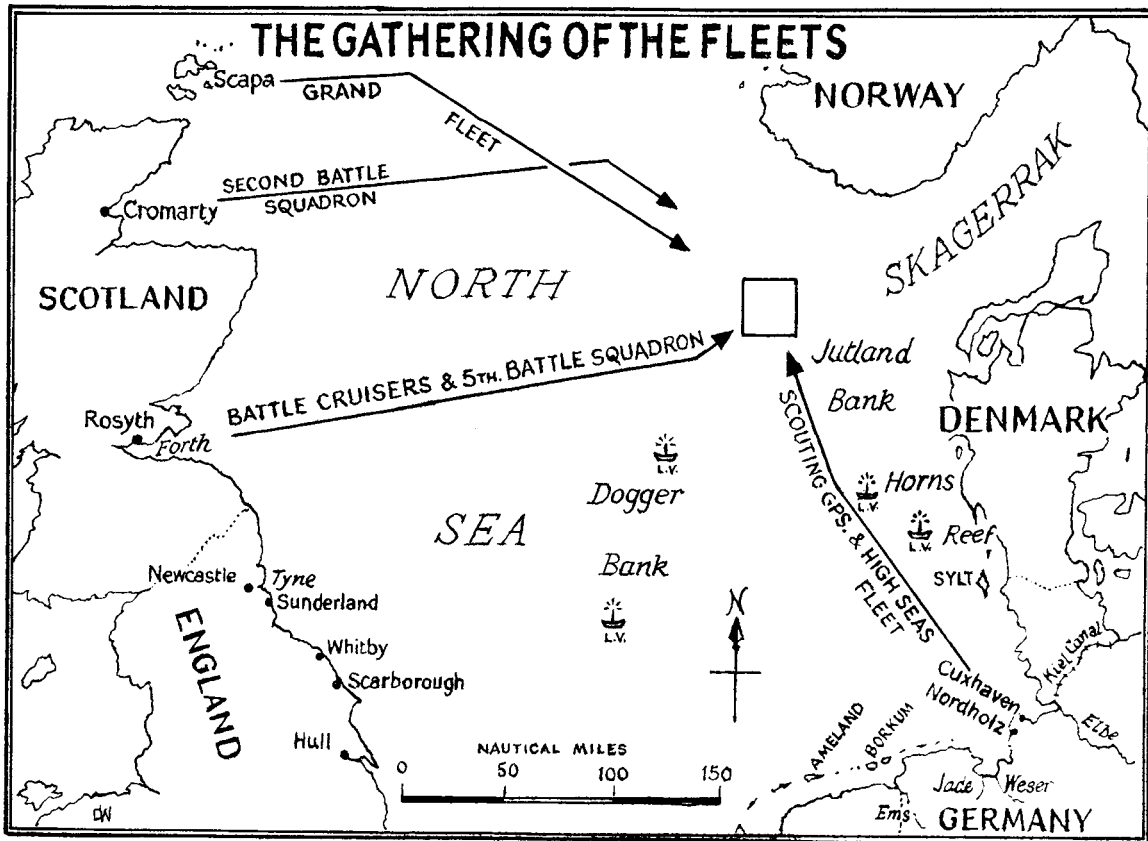 THE GATHERING OF THE FLEETS
Scapa
GRAND
FLEET
NORWAY
SECOND BATTLE
SQUADRON
Cromarty
SKAGERRAK
SCOTLAND
NORTH
Jutland
Bank
BATTLE CRUISERS & 5TH. BATTLE SQUADRON
DENMARK
Rosyth
Forth
SCOUTING GPS. & HIGH SEAS
FLEET
L.V.
Dogger
Bank
L.V.
L.V.
Horns
L.V.
Reef
SEA
SYLT
Newcastle
Tyne
Sunderland
ENGLAND
Whitby
Scarborough
Hull
N
Kiel Canal
Cuxhaven
Nordholz
ELBE
AMELAND
BORKUM
NAUTICAL MILES
0 50 100 150
Jade
Weser
Ems
GERMANY
DW